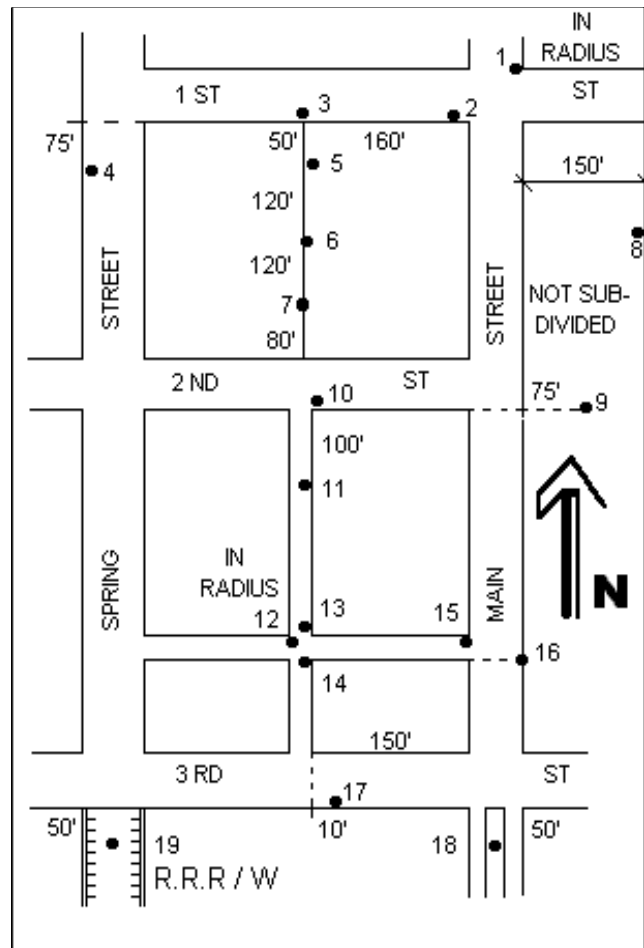 IN
RADIUS
1
ST
1 ST
3
2
75'
50'
160'
150'
4
5
120'
6
8
120'
STREET
STREET
NOT SUB-
DIVIDED
7
80'
2 ND
ST
10
75'
9
100'
11
IN
RADIUS
SPRING
MAIN
N
12
13
15
14
16
150'
3 RD
ST
17
50'
10'
50'
19
18
R.R.R / W